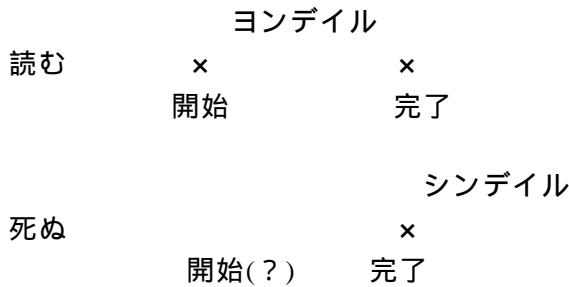 ヨンデイル
読む × ×
開始 完了
シンデイル
死ぬ ×
開始(?) 完了